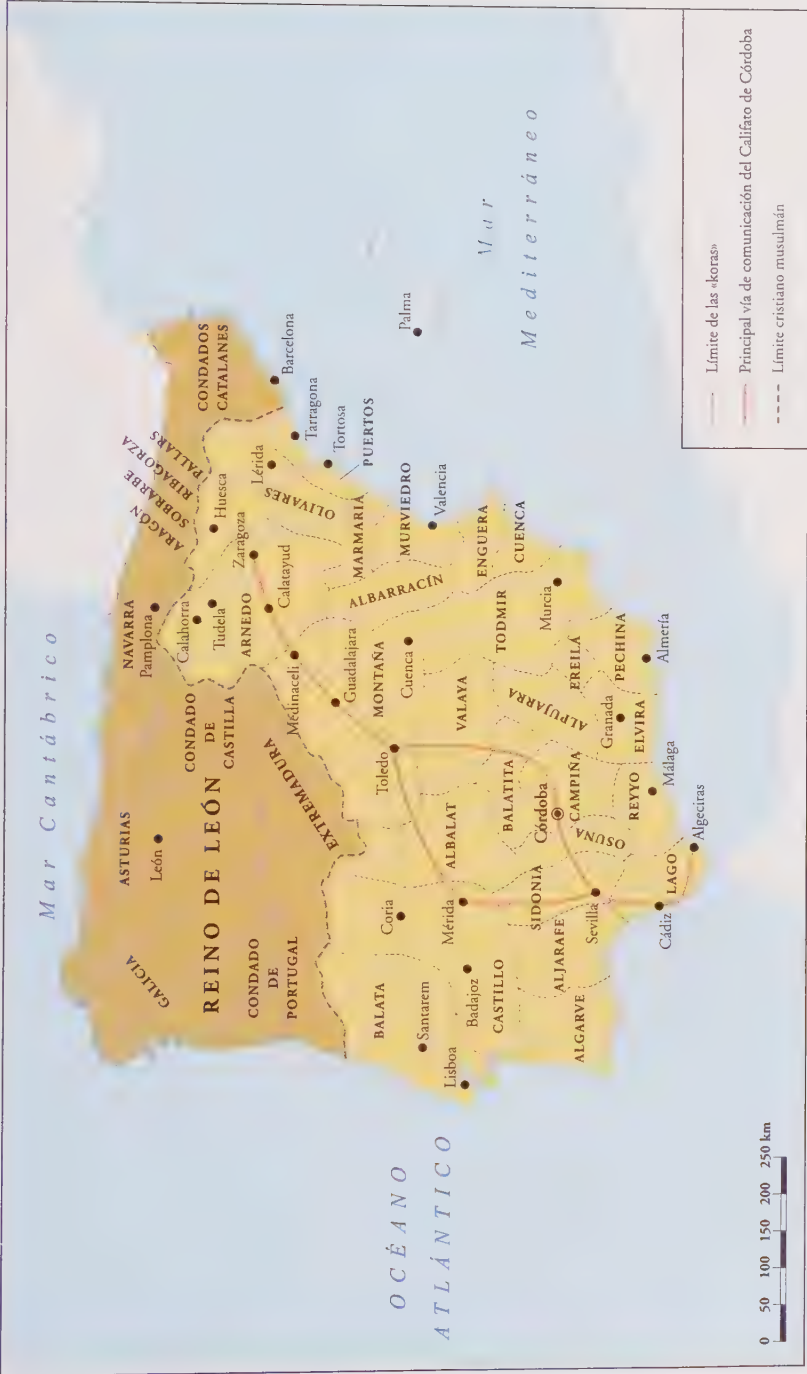 Mar Cantábrico
GALICIA
ASTURIAS
León
REINO DE LEÓN
CONDADO
DE
PORTUGAL
CONDADO
DE
CASTILLA
EXTREMADURA
NAVARRA
Pamplona
ARAGÓN
SOBRARBE
RIBAGORZA
PALLARS
CONDADOS
CATALANES
Calahorra
Tudela
ARNEDO
Huesca
Zaragoza
Lérida
Barcelona
Tarragona
Tortosa
PUERTOS
OLIVARES
Calatayud
Medinaceli
Guadalajara
MONTAÑA
Cuenca
ALBARRACÍN
MARMARIÁ
MURVIEDRO
Valencia
Palma
Mar
Mediterráneo
OCÉANO
ATLÁNTICO
BALATA
Santarem
Lisboa
Coria
Mérida
Badajoz
CASTILLO
ALBALAT
Toledo
VALAYA
BALATITA
ENGUERA
CUENCA
TODMIR
Murcia
SIDONIA
ALJARAFE
ALGARVE
Sevilla
Córdoba
CAMPIÑA
OSUNA
ALPUJARRA
FREILÁ
PECHINA
Almería
Granada
ELVIRA
REYYO
Málaga
LAGO
Cádiz
Algeciras
0 50 100 150 200 250 km
Límite de las «koras»
Principal vía de comunicación del Califato de Córdoba
Límite cristiano musulmán